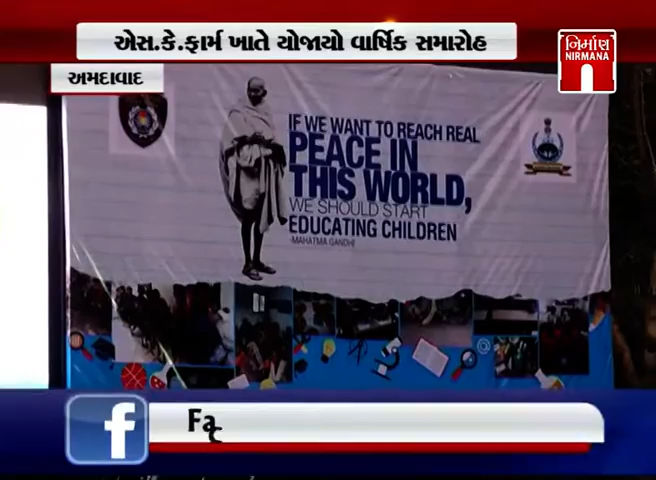 એસ.કે.ફાર્મ ખાતે યોજાયો વાર્ષિક સમારોહ
નિર્માણ
NIRMANA
અમદાવાદ
IF WE WANT TO REACH REAL
PEACE IN
THIS WORLD,
WE SHOULD START
EDUCATING CHILDREN
-MAHATMA GANDHI
f